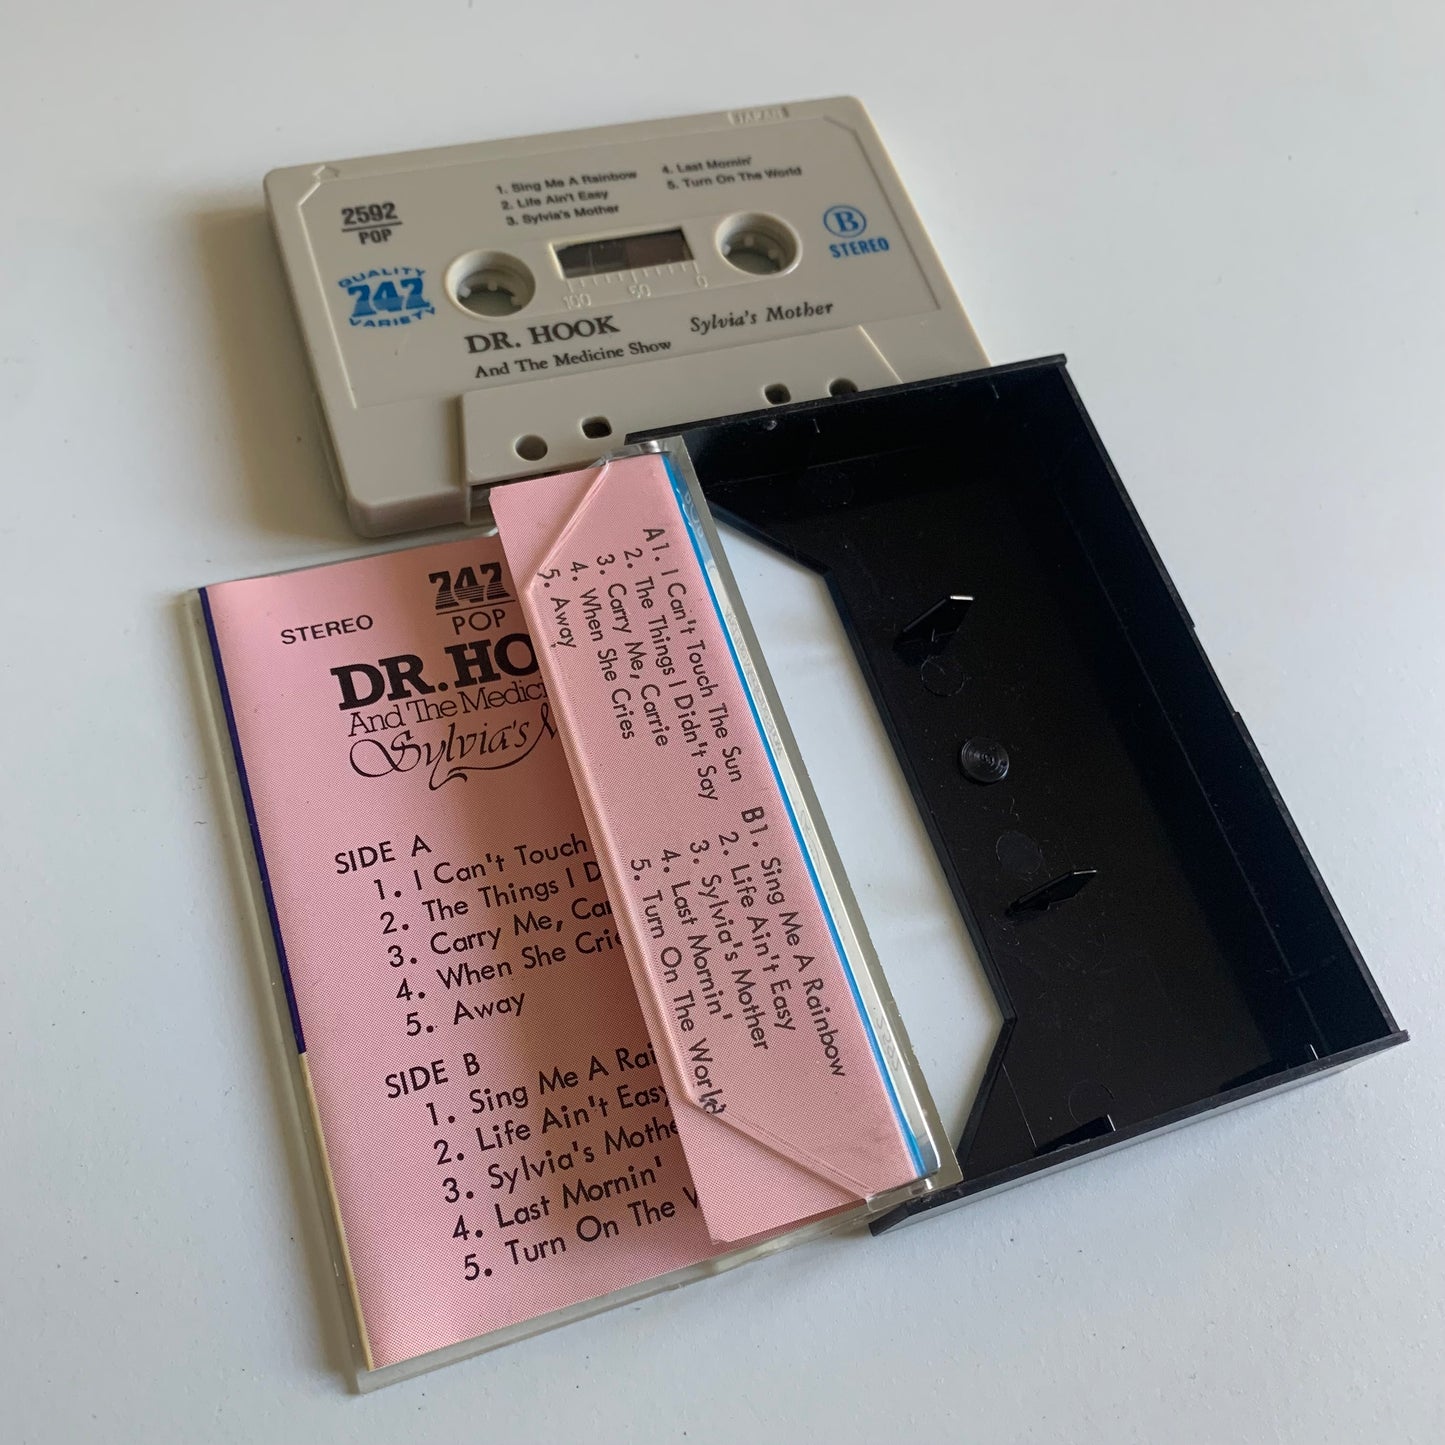 JAPAN
2592
POP
1. Sing Me A Rainbow
2. Life Ain't Easy
3. Sylvia's Mother
4. Last Mornin'
5. Turn On The World
B
STEREO
QUALITY
747
VARIETY
100 50 0
DR. HOOK
And The Medicine Show
Sylvia's Mother
STEREO
747
POP
DR. HO
And The Medici
Sylvia's M
SIDE A
1. I Can't Touch
2. The Things I D
3. Carry Me, Car
4. When She Crie
5. Away
SIDE B
1. Sing Me A Rai
2. Life Ain't Easy
3. Sylvia's Mothe
4. Last Mornin'
5. Turn On The W
A1. I Can't Touch The Sun
2. The Things I Didn't Say
3. Carry Me, Carrie
4. When She Cries
5. Away
B1. Sing Me A Rainbow
2. Life Ain't Easy
3. Sylvia's Mother
4. Last Mornin'
5. Turn On The World